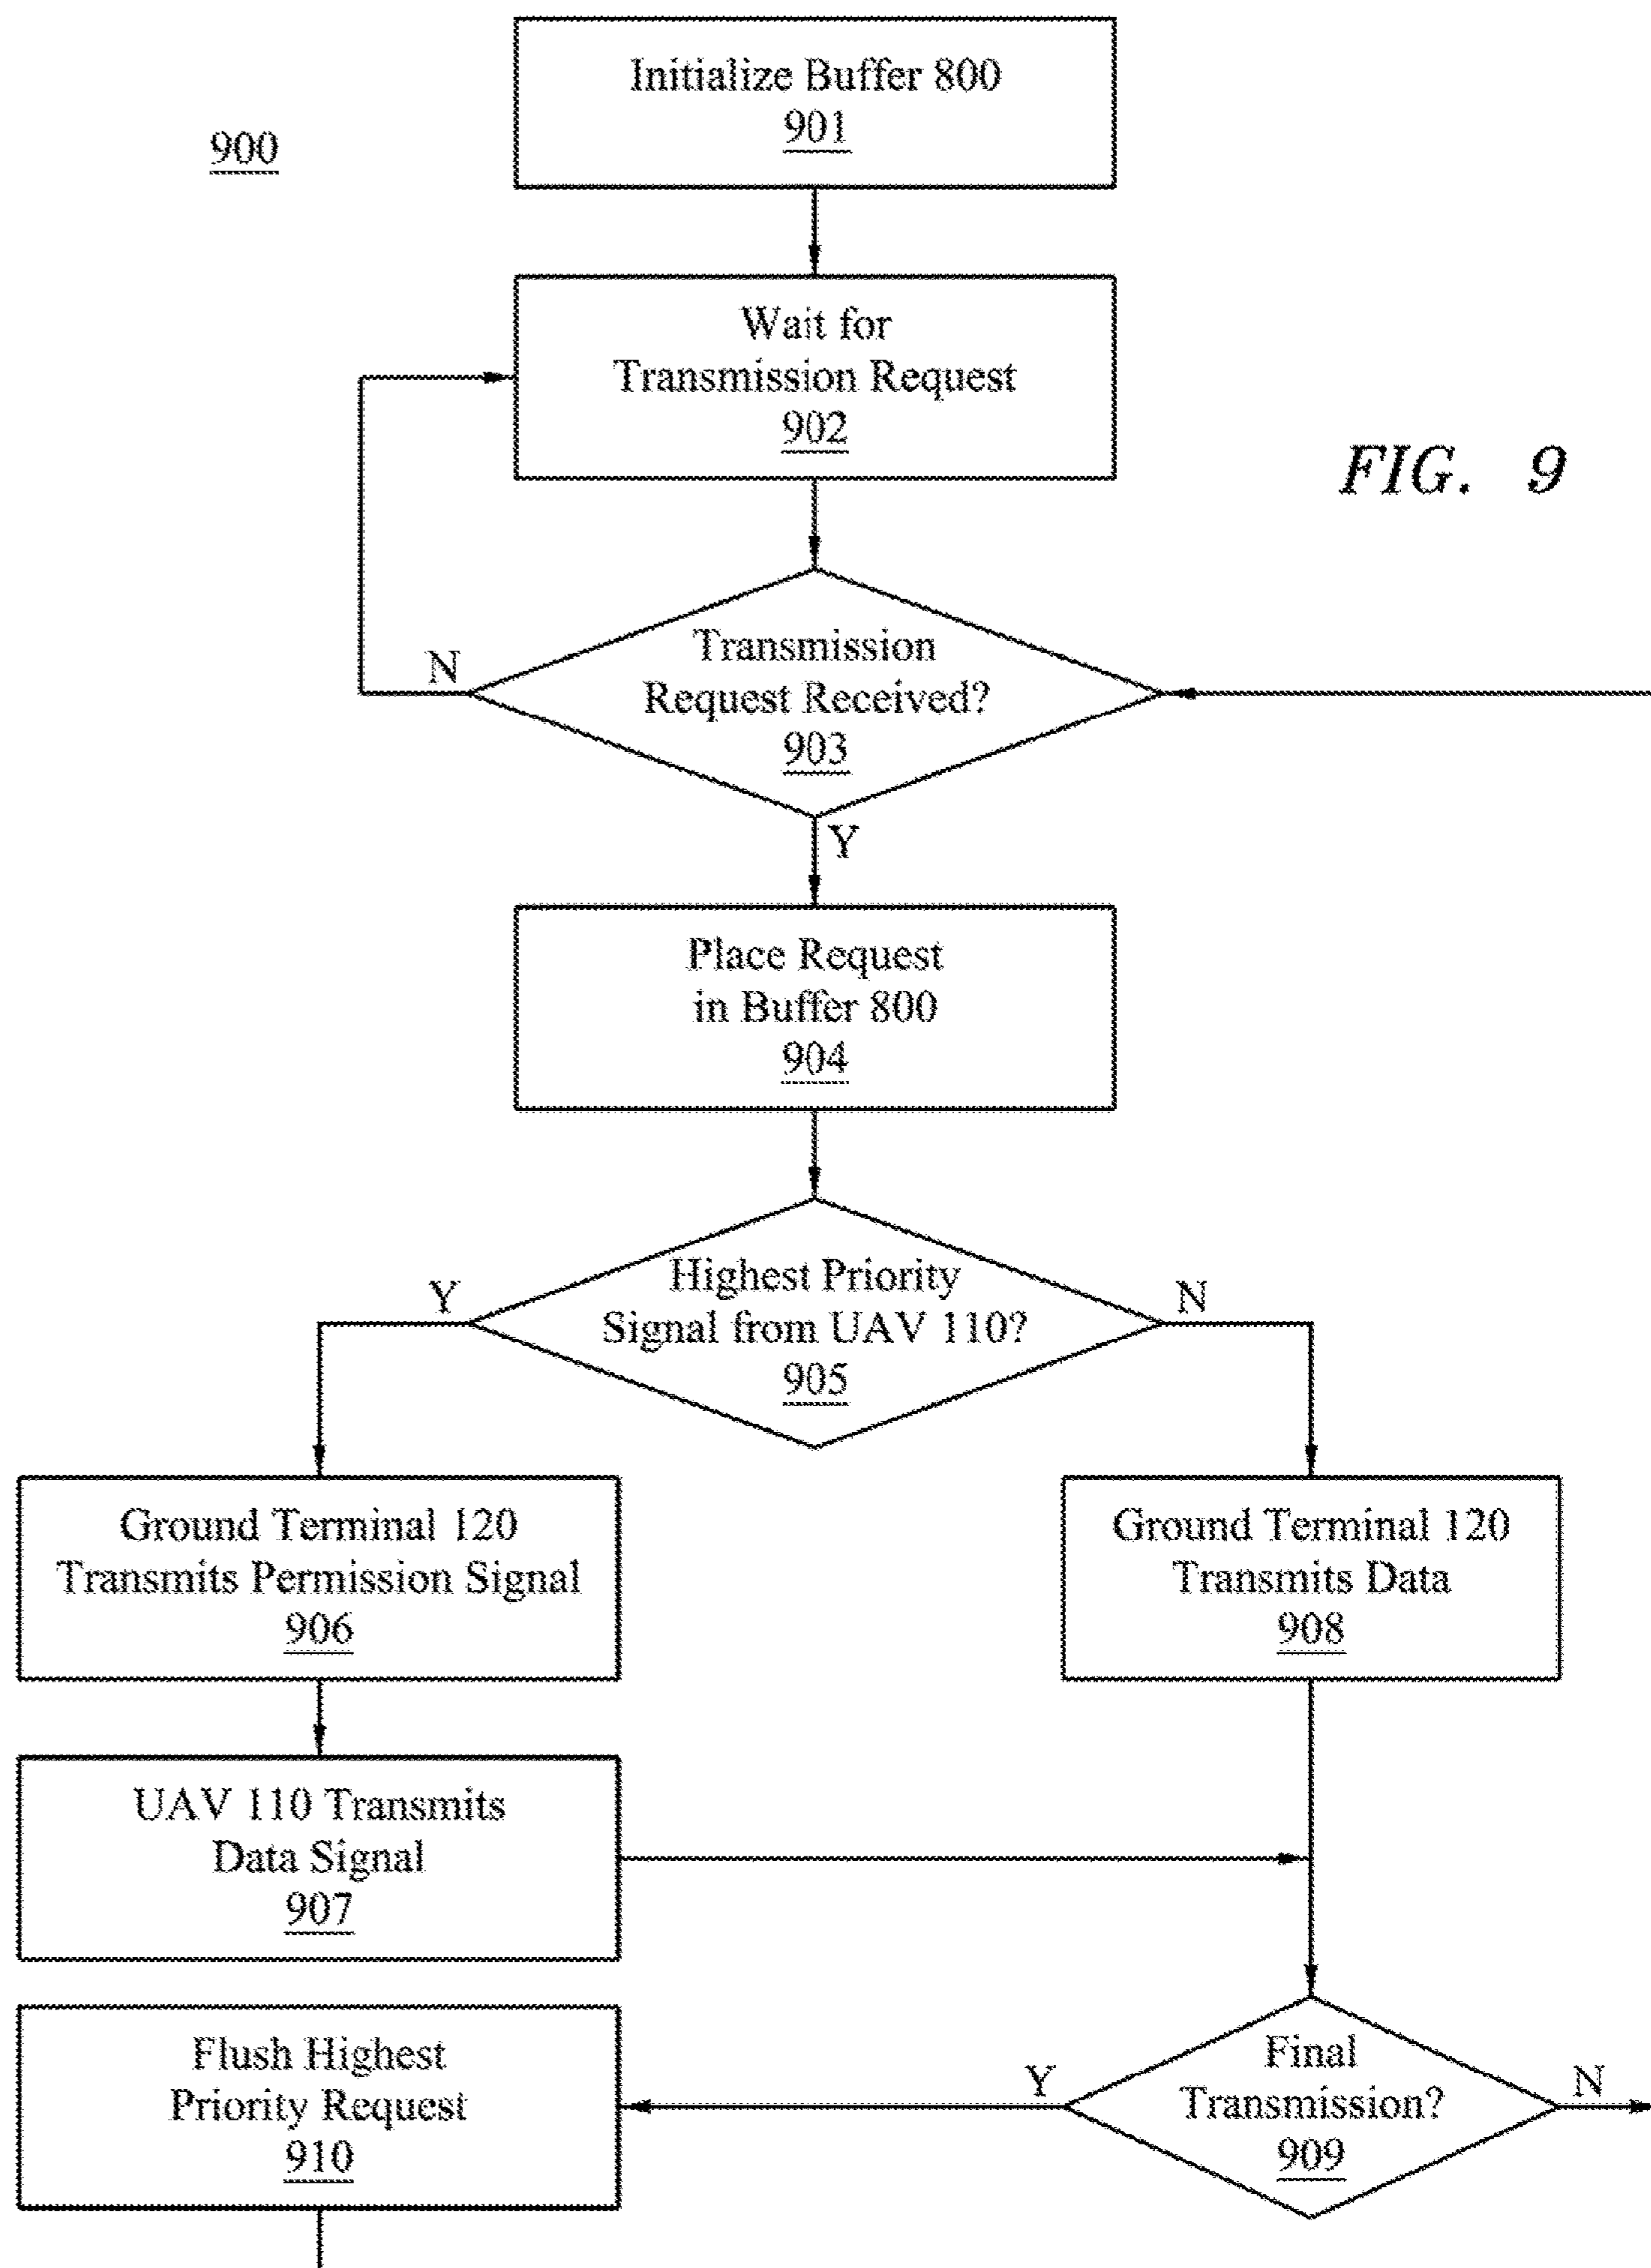 Initialize Buffer 800
901
900
Wait for
Transmission Request
902
FIG. 9
N
Transmission
Request Received?
903
Y
Place Request
in Buffer 800
904
Y
Highest Priority
Signal from UAV 110?
905
N
Ground Terminal 120
Transmits Permission Signal
906
Ground Terminal 120
Transmits Data
908
UAV 110 Transmits
Data Signal
907
Flush Highest
Priority Request
910
Y
Final
Transmission?
909
N